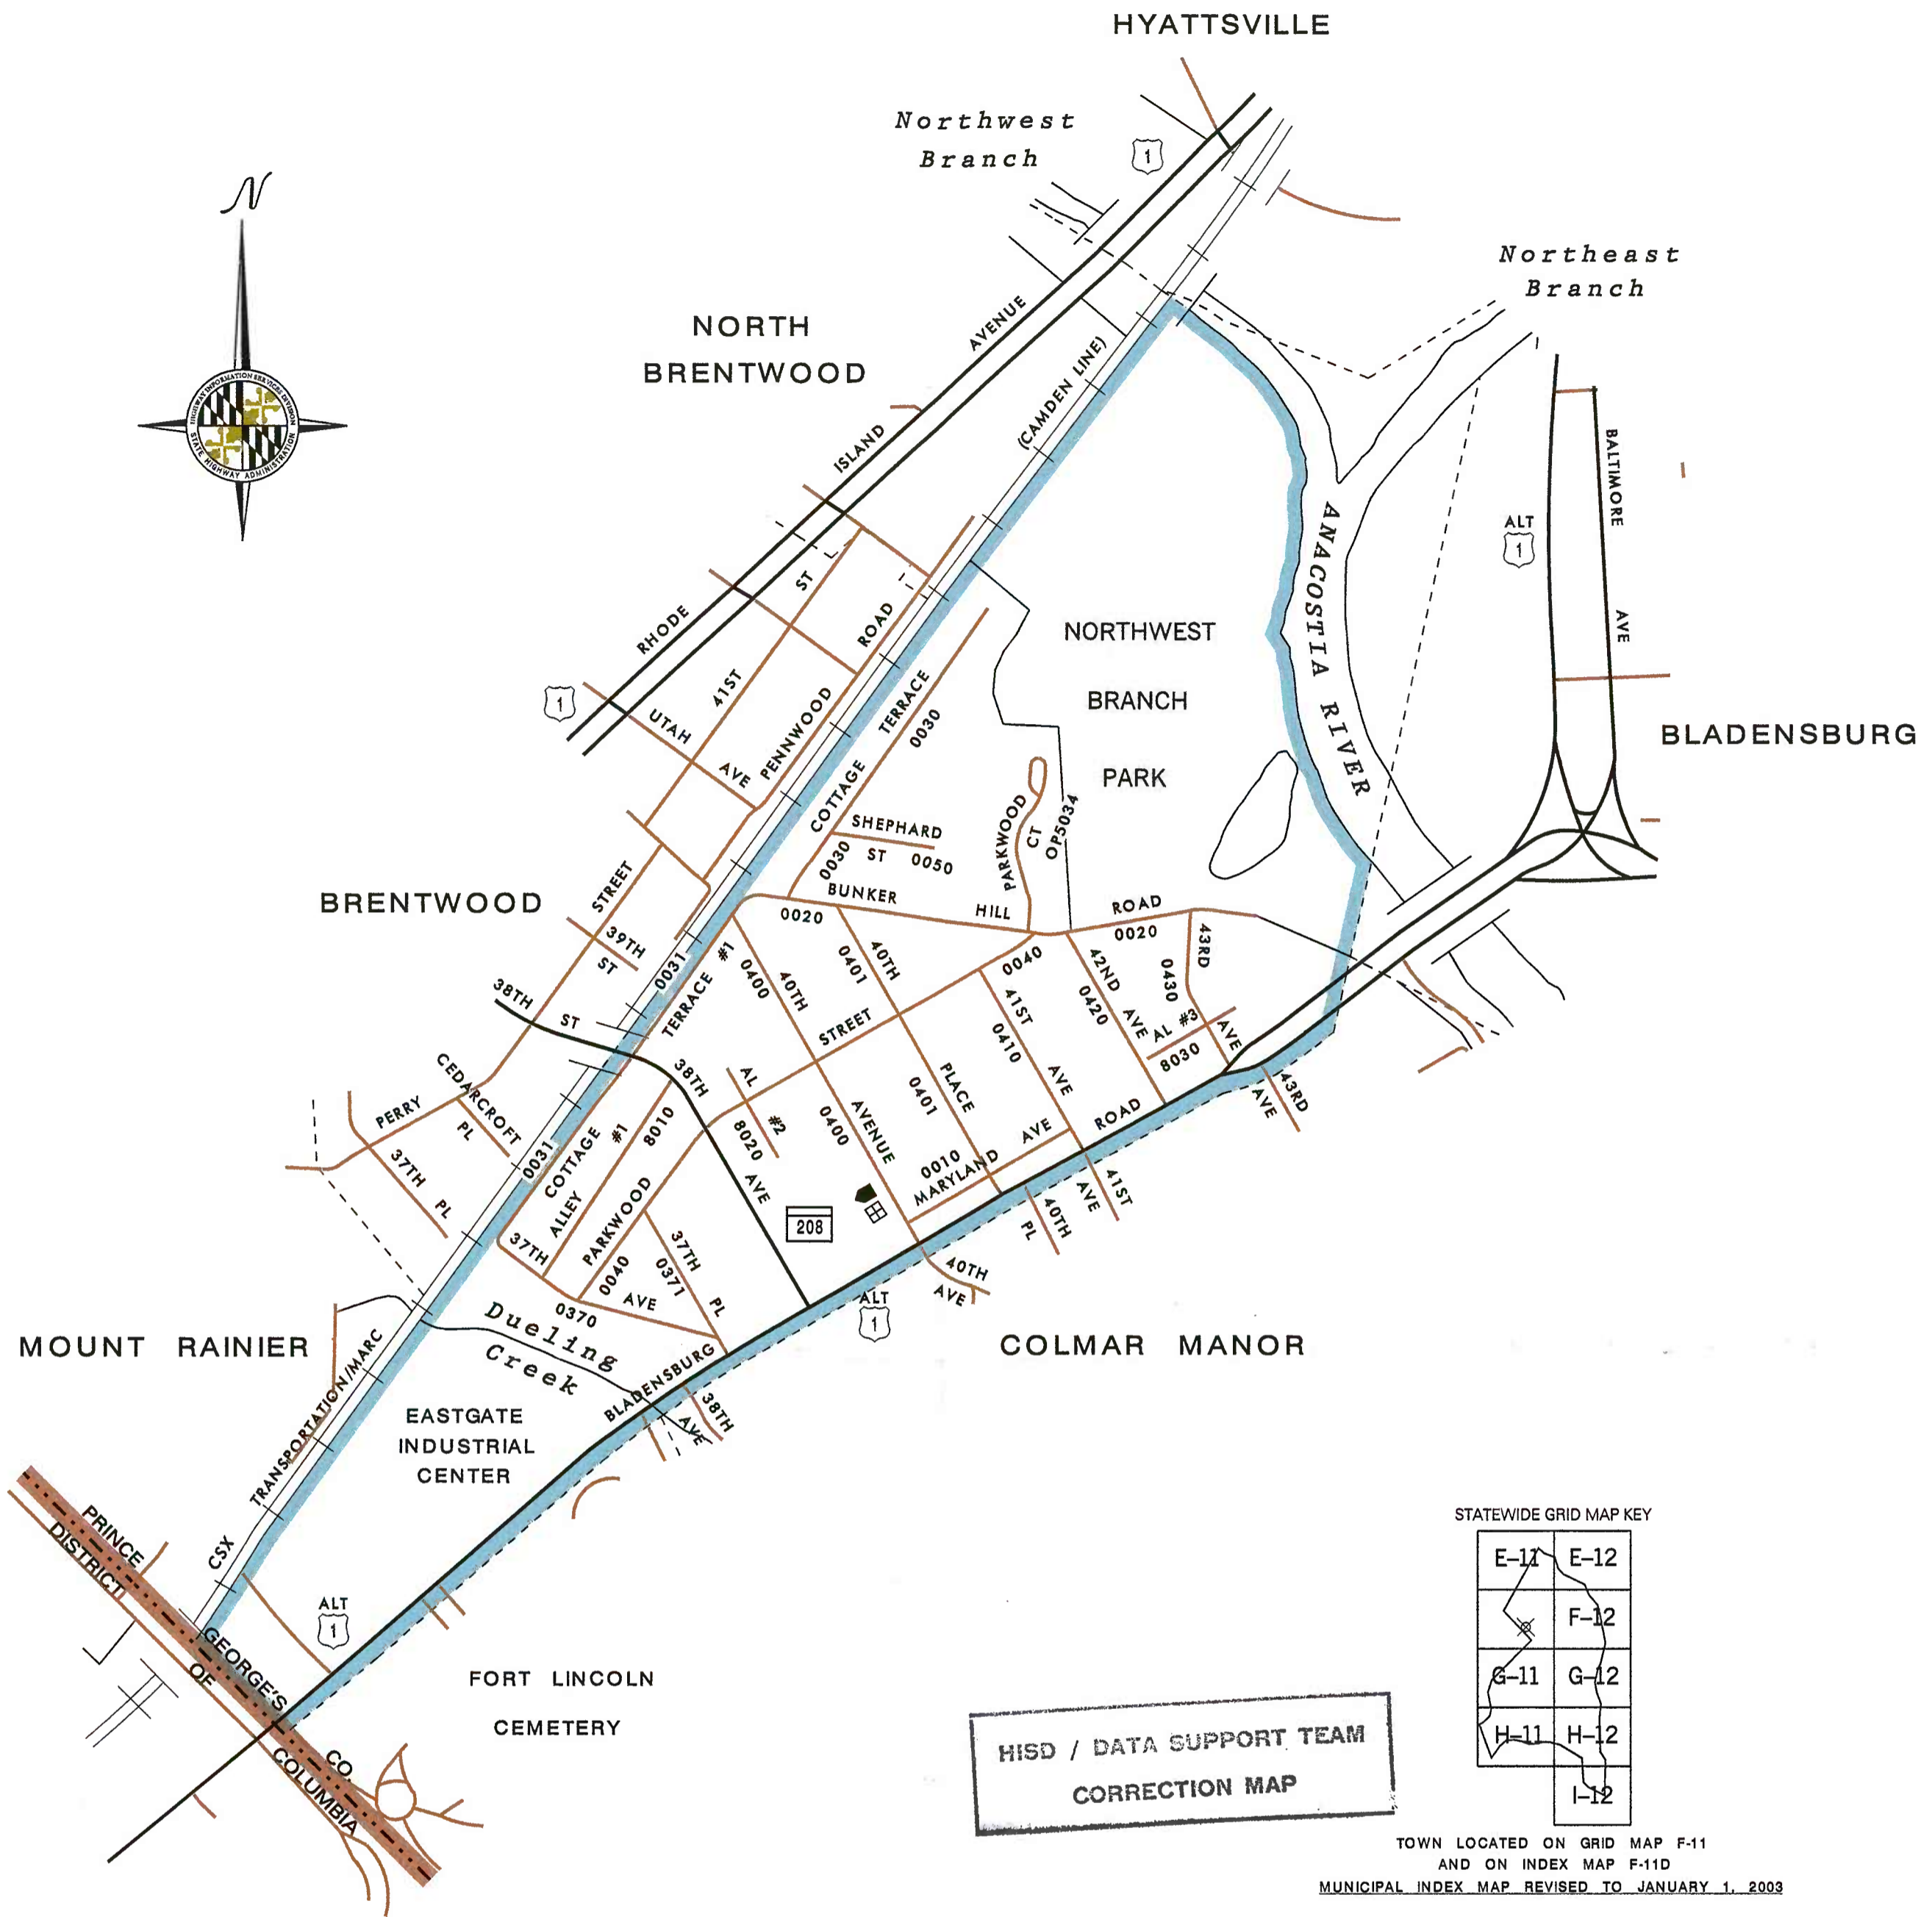 HYATTSVILLE
Northwest
Branch
1
N
Northeast
Branch
NORTH
BRENTWOOD
AVENUE
(CAMDEN LINE)
HIGHWAY INFORMATION SERVICES DIVISION
STATE HIGHWAY ADMINISTRATION
ISLAND
BALTIMORE
AVE
ALT
1
ANACOSTIA RIVER
ST
ROAD
RHODE
NORTHWEST
BRANCH
PARK
41ST
TERRACE
0030
1
UTAH
AVE
PENNWOOD
BLADENSBURG
COTTAGE
SHEPHARD
ST 0050
0030
PARKWOOD
CT
OP5034
BUNKER
HILL
ROAD
0020
0020
BRENTWOOD
STREET
39TH
ST
0031
TERRACE #1
38TH
ST
0400
40TH
0401
40TH
0040
42ND
0420
AVE
43RD
0430
AVE
AL #3
8030
41ST
0410
AVE
STREET
CEDARCROFT
PL
PERRY
37TH
PL
0031
COTTAGE
#1
8010
ALLEY
38TH
AVE
AL
#2
8020
0400
AVENUE
PLACE
0401
AVE
0010
MARYLAND
ROAD
43RD
AVE
41ST
AVE
40TH
PL
40TH
AVE
208
PARKWOOD
0040
37TH
0371
PL
37TH
AVE
0370
ALT
1
Dueling
Creek
MOUNT RAINIER
COLMAR MANOR
BLADENSBURG
38TH
AVE
TRANSPORTATION/MARC
CSX
EASTGATE
INDUSTRIAL
CENTER
PRINCE
GEORGE'S
CO.
DISTRICT
OF
COLUMBIA
ALT
1
FORT LINCOLN
CEMETERY
STATEWIDE GRID MAP KEY
E-11 E-12
F-12
G-11 G-12
H-11 H-12
I-12
HISD / DATA SUPPORT TEAM
CORRECTION MAP
TOWN LOCATED ON GRID MAP F-11
AND ON INDEX MAP F-11D
MUNICIPAL INDEX MAP REVISED TO JANUARY 1, 2003